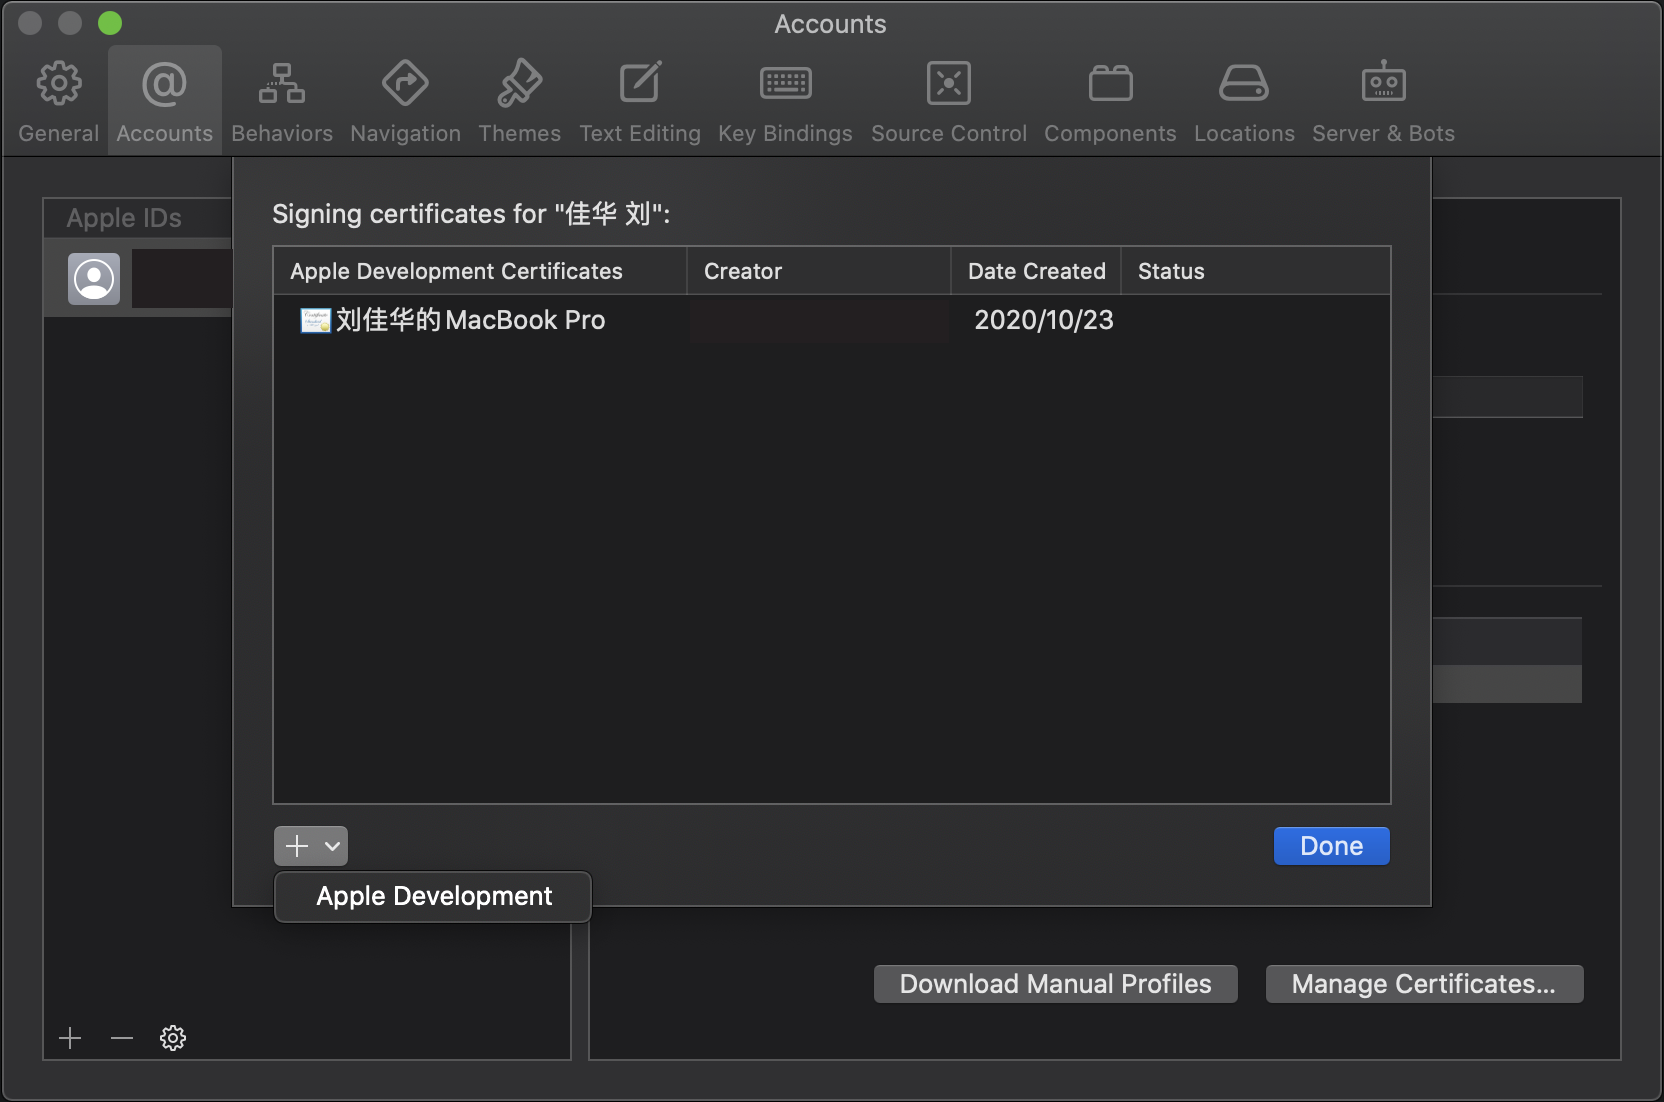 Accounts
General Accounts Behaviors Navigation Themes Text Editing Key Bindings Source Control Components Locations Server & Bots
Apple IDs
Signing certificates for "佳华 刘":
Apple Development Certificates Creator Date Created Status
刘佳华的MacBook Pro 2020/10/23
Done
Apple Development
Download Manual Profiles Manage Certificates...